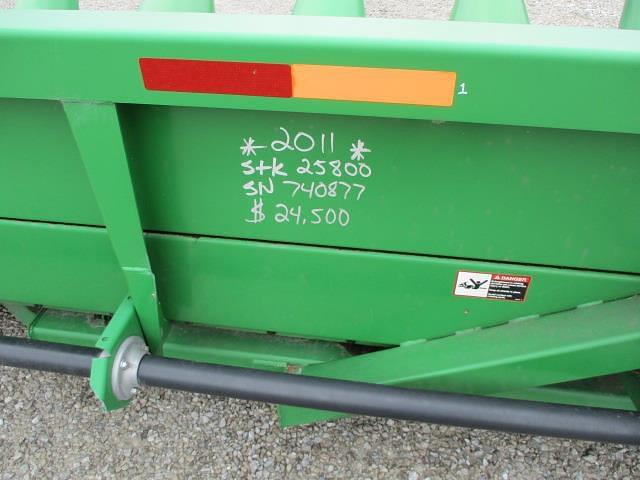 1
* 2011 *
stk 25800
SN 740877
$ 24,500
DANGER